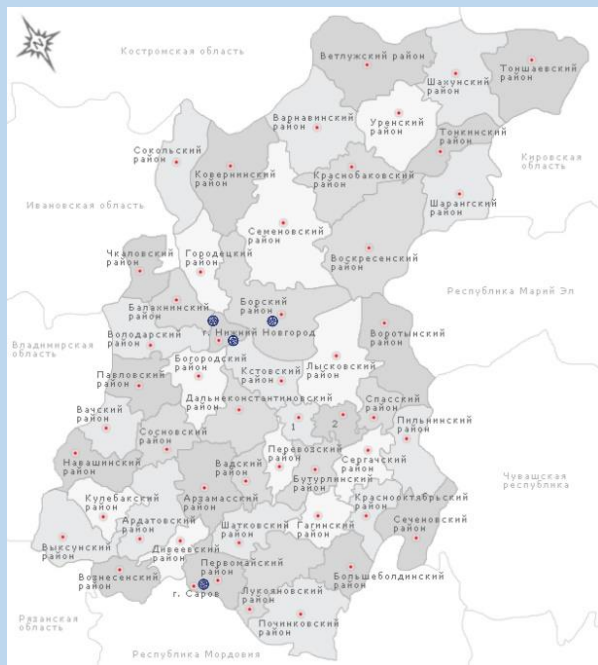 Костромская область
Ветлужский район
Шахунский
район
Тоншаевский
район
Варнавинский
район
Уренский
район
Тонкинский
район
Кировская
область
Сокольский
район
Ковернинский
район
Краснобаковский
район
Шарангский
район
Ивановская область
Семеновский
район
Воскресенский
район
Чкаловский
район
Городецкий
район
Республика Марий Эл
Балахнинский
район
Борский
район
Воротынский
район
Володарский
район
г. Нижний Новгород
Владимирская
область
Богородский
район
Кстовский
район
Лысковский
район
Павловский
район
Дальнеконстантиновский
район
Спасский
район
Вачский
район
1
2
Пильнинский
район
Сосновский
район
Перевозский
район
Сергачский
район
Навашинский
район
Вадский
район
Бутурлинский
район
Чувашская
республика
Кулебакский
район
Арзамасский
район
Краснооктябрьский
район
Ардатовский
район
Шатковский
район
Гагинский
район
Сеченовский
район
Выксунский
район
Дивеевский
район
Вознесенский
район
Первомайский
район
Большеболдинский
район
г. Саров
Лукояновский
район
Починковский
район
Рязанская
область
Республика Мордовия